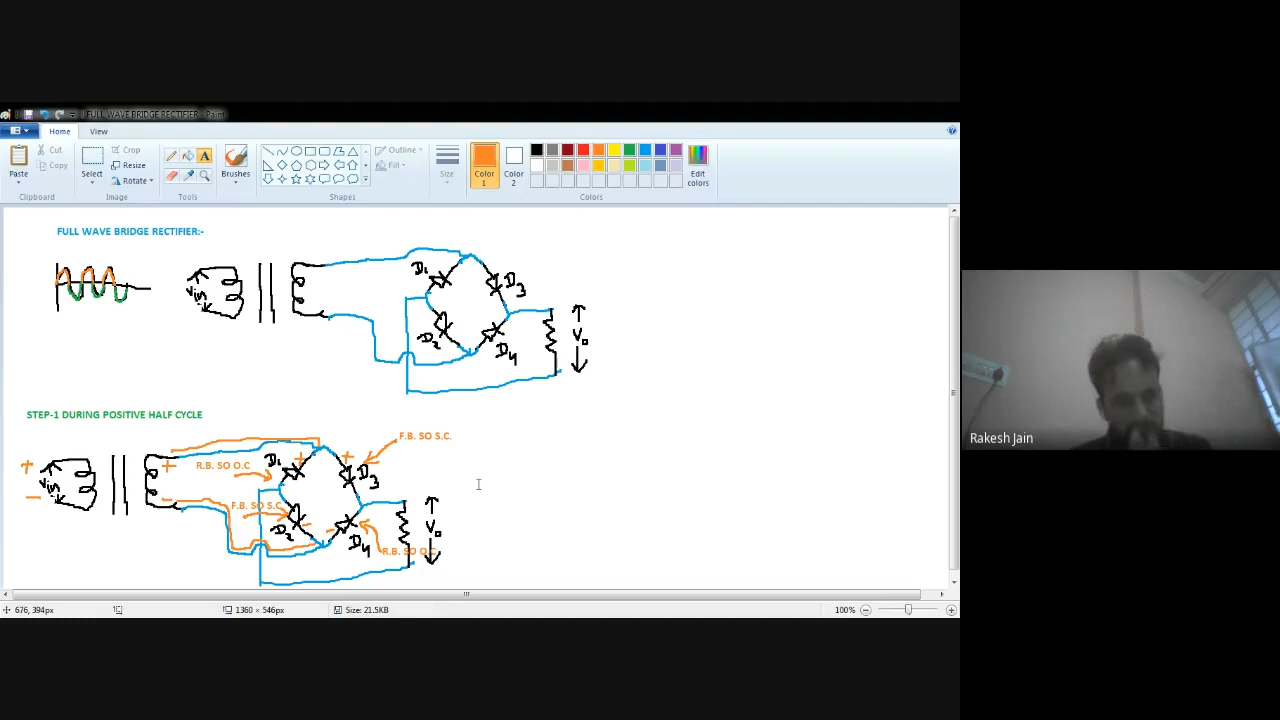 FULL WAVE BRIDGE RECTIFIER - Paint
Home
View
Paste
Cut
Copy
Clipboard
Select
Crop
Resize
Rotate
Image
Tools
Brushes
Shapes
Outline
Fill
Size
Color 1
Color 2
Edit colors
Colors
FULL WAVE BRIDGE RECTIFIER:-
Vin
D1
D3
D2
D4
Vo
STEP-1 DURING POSITIVE HALF CYCLE
+
-
Vin
+
-
R.B. SO O.C
D1
+
+
F.B. SO S.C.
D3
F.B. SO S.C.
D2
-
-
D4
R.B. SO O.C.
Vo
676, 394px
1360 × 546px
Size: 21.5KB
100%
Rakesh Jain